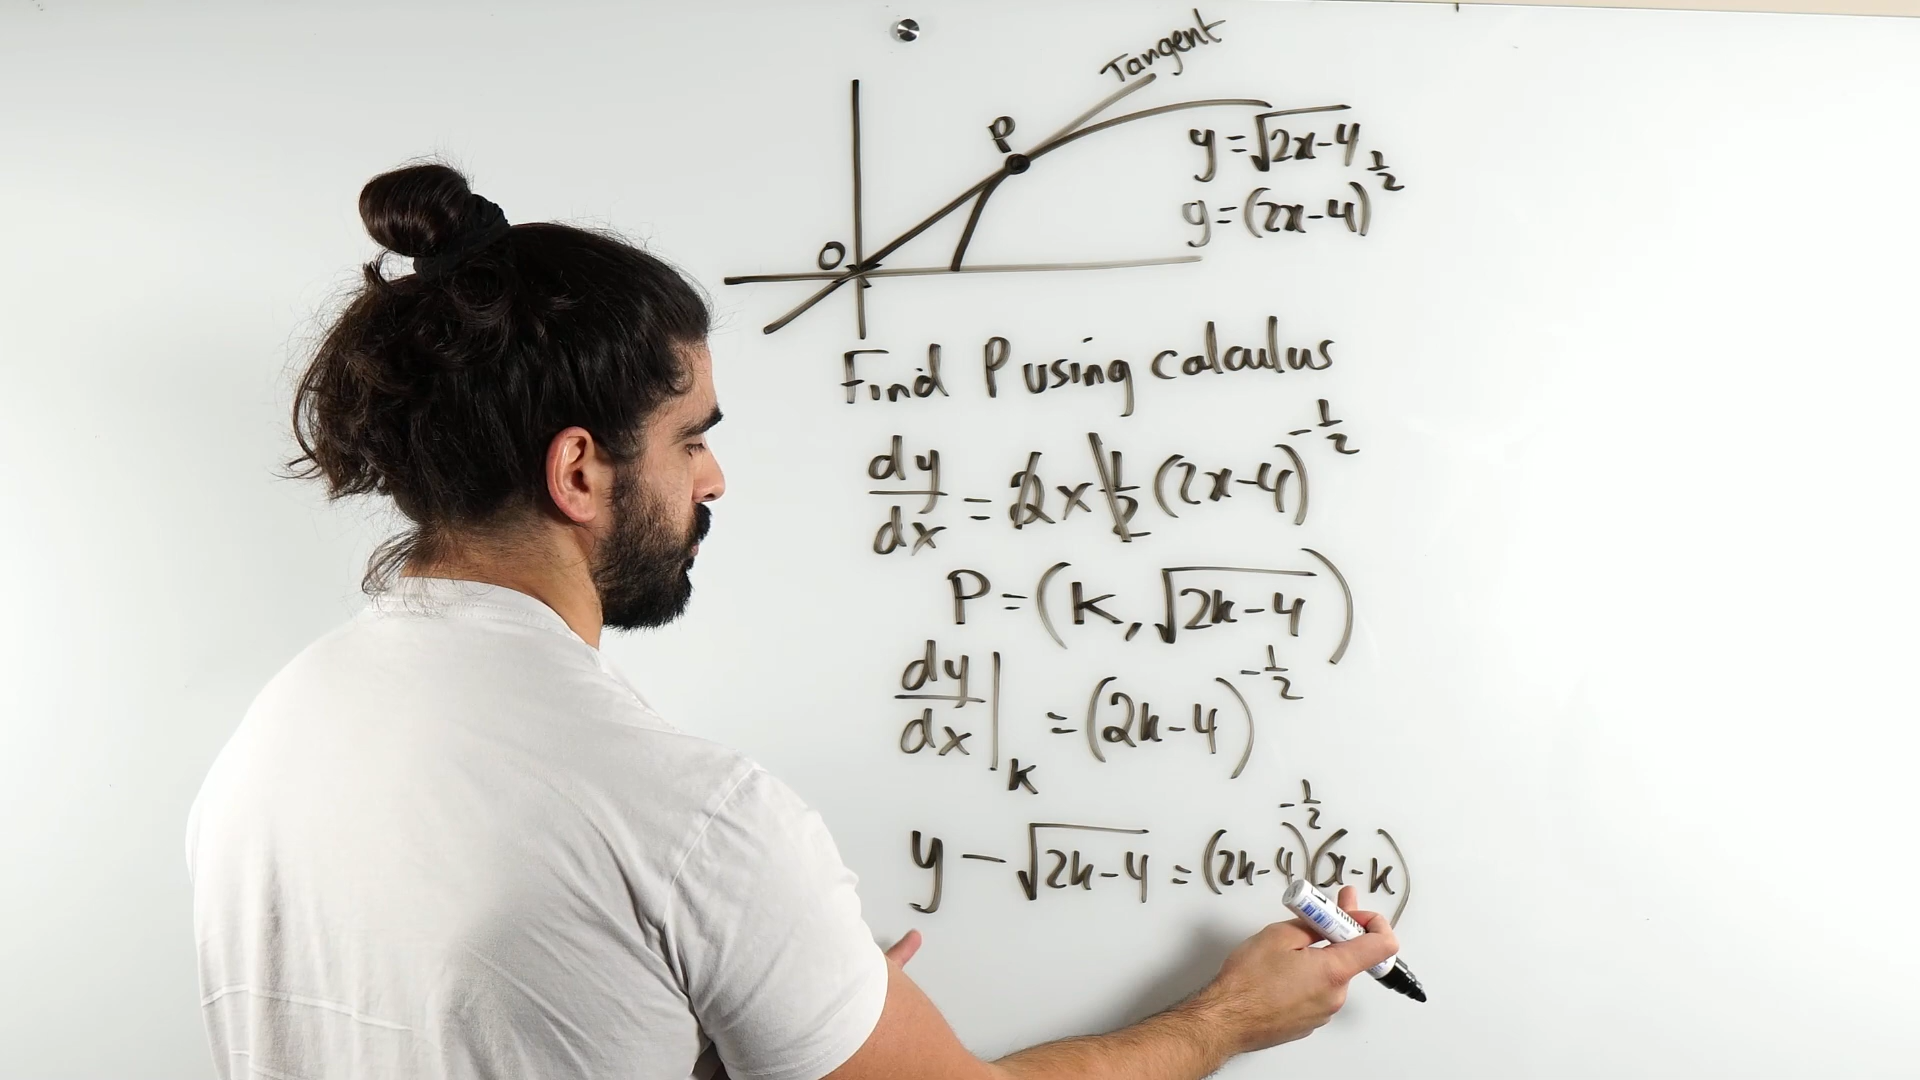 Tangent
P
y=√2x-4
y=(2x-4)^1/2
O
Find P using calculus
dy/dx = 2 x 1/2 (2x-4)^-1/2
P=(k, √2k-4)
dy/dx|k = (2k-4)^-1/2
y - √2k-4 = (2k-4)^-1/2 (x-k)